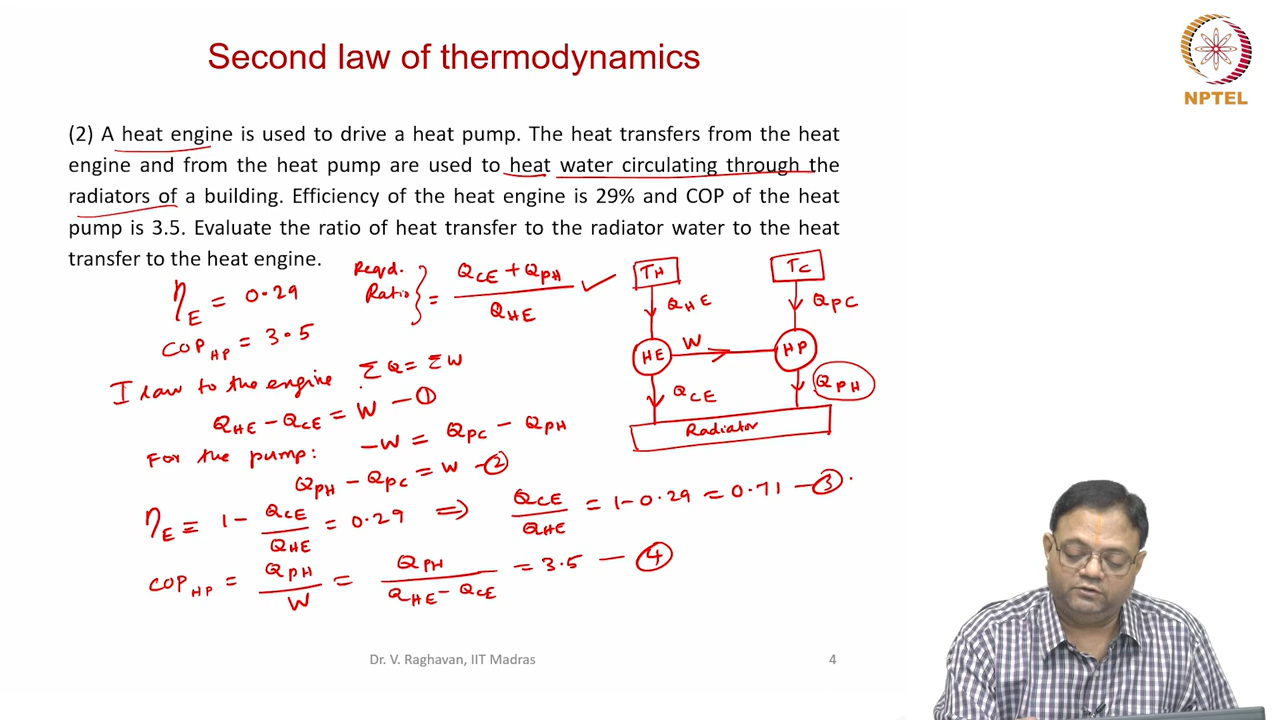 Second law of thermodynamics
NPTEL
(2) A heat engine is used to drive a heat pump. The heat transfers from the heat
engine and from the heat pump are used to heat water circulating through the
radiators of a building. Efficiency of the heat engine is 29% and COP of the heat
pump is 3.5. Evaluate the ratio of heat transfer to the radiator water to the heat
transfer to the heat engine.
η_E = 0.29
COP_HP = 3.5
Reqd. Ratio } = (Q_CE + Q_PH) / Q_HE ✓
T_H
T_C
Q_HE
Q_PC
HE
W
HP
Q_CE
Q_PH
Radiator
I law to the engine ΣQ = ΣW
Q_HE - Q_CE = W - ①
For the pump: -W = Q_PC - Q_PH
Q_PH - Q_PC = W - ②
η_E = 1 - Q_CE / Q_HE = 0.29 ⇒ Q_CE / Q_HE = 1 - 0.29 = 0.71 - ③.
COP_HP = Q_PH / W = Q_PH / (Q_HE - Q_CE) = 3.5 - ④
Dr. V. Raghavan, IIT Madras
4